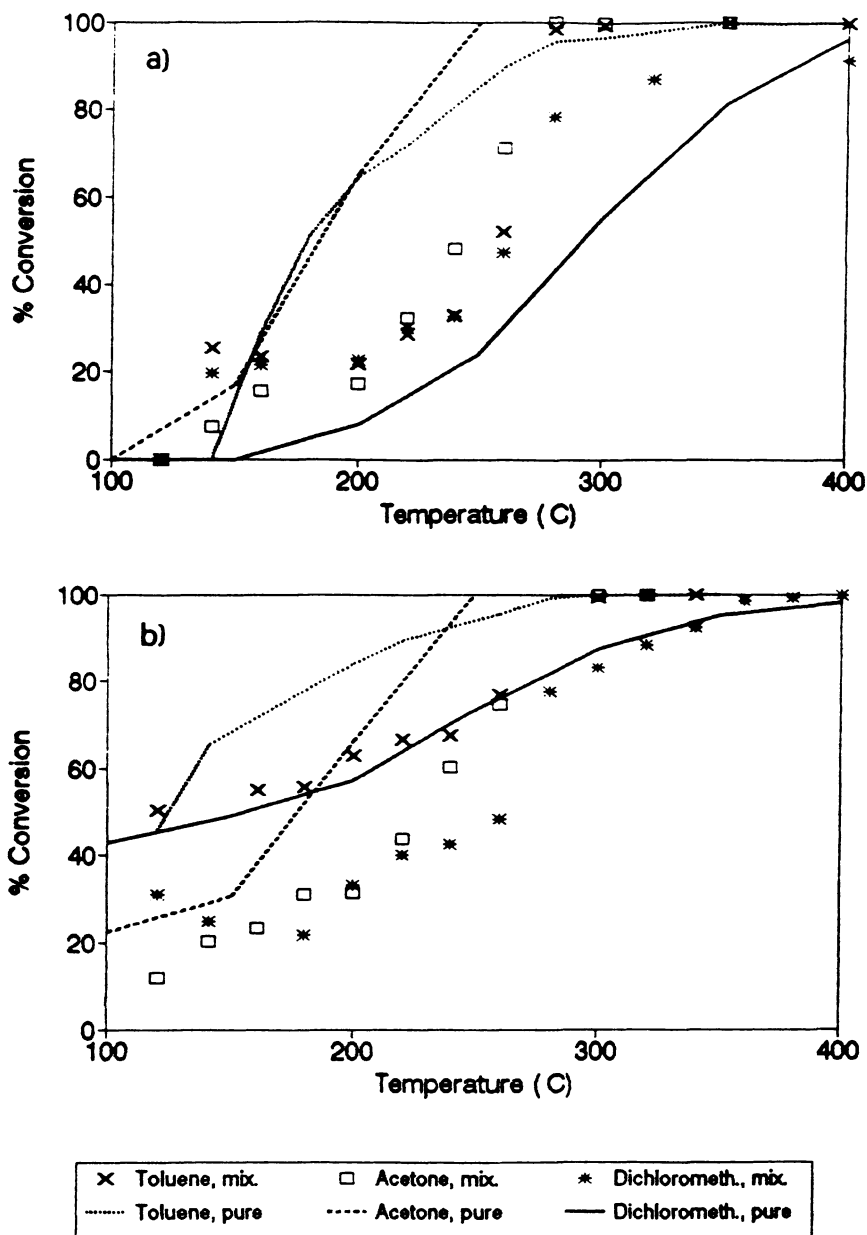 a)
100
80
60
40
20
0
% Conversion
100 200 300 400
Temperature ( C)
b)
100
80
60
40
20
0
% Conversion
100 200 300 400
Temperature ( C)
Toluene, mix. Acetone, mix. Dichlorometh., mix.
Toluene, pure Acetone, pure Dichlorometh., pure